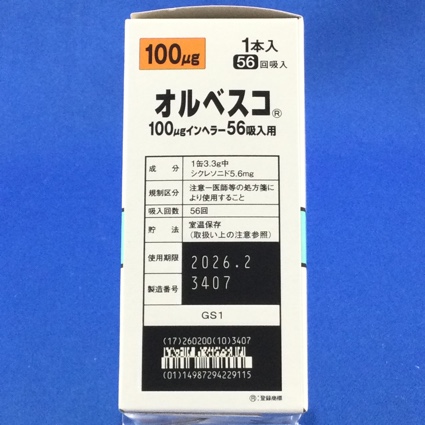 100μg
1本入
56回吸入
オルベスコ®
100μgインヘラー56吸入用
成分 1缶3.3g中
シクレソニド5.6mg
規制区分 注意ー医師等の処方箋
により使用すること
吸入回数 56回
貯法 室温保存
(取扱い上の注意参照)
使用期限 2026.2
製造番号 3407
GS1
(17)260200(10)3407
(01)14987294229115
®:登録商標